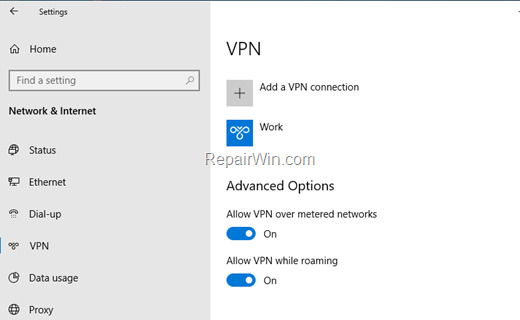 Settings
Home
Find a setting
Network & Internet
Status
Ethernet
Dial-up
VPN
Data usage
Proxy
VPN
Add a VPN connection
Work
RepairWin.com
Advanced Options
Allow VPN over metered networks
On
Allow VPN while roaming
On